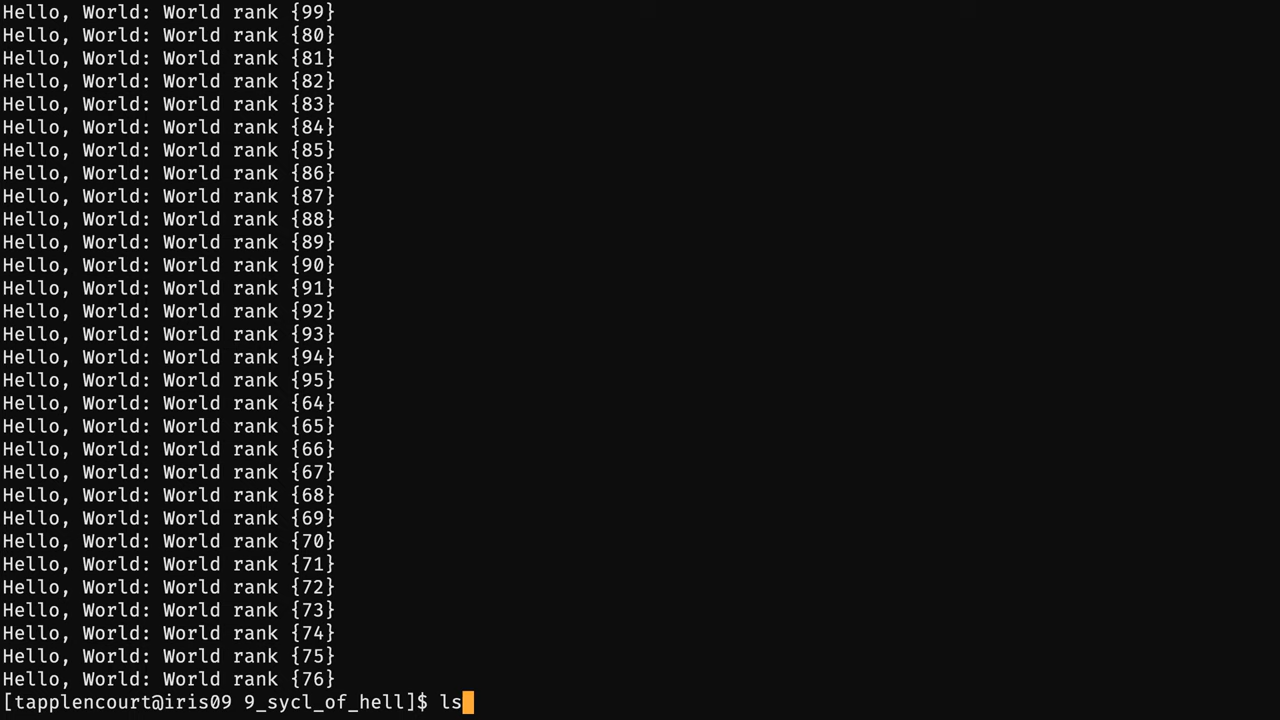 Hello, World: World rank {99}
Hello, World: World rank {80}
Hello, World: World rank {81}
Hello, World: World rank {82}
Hello, World: World rank {83}
Hello, World: World rank {84}
Hello, World: World rank {85}
Hello, World: World rank {86}
Hello, World: World rank {87}
Hello, World: World rank {88}
Hello, World: World rank {89}
Hello, World: World rank {90}
Hello, World: World rank {91}
Hello, World: World rank {92}
Hello, World: World rank {93}
Hello, World: World rank {94}
Hello, World: World rank {95}
Hello, World: World rank {64}
Hello, World: World rank {65}
Hello, World: World rank {66}
Hello, World: World rank {67}
Hello, World: World rank {68}
Hello, World: World rank {69}
Hello, World: World rank {70}
Hello, World: World rank {71}
Hello, World: World rank {72}
Hello, World: World rank {73}
Hello, World: World rank {74}
Hello, World: World rank {75}
Hello, World: World rank {76}
[tapplencourt@iris09 9_sycl_of_hell]$ ls